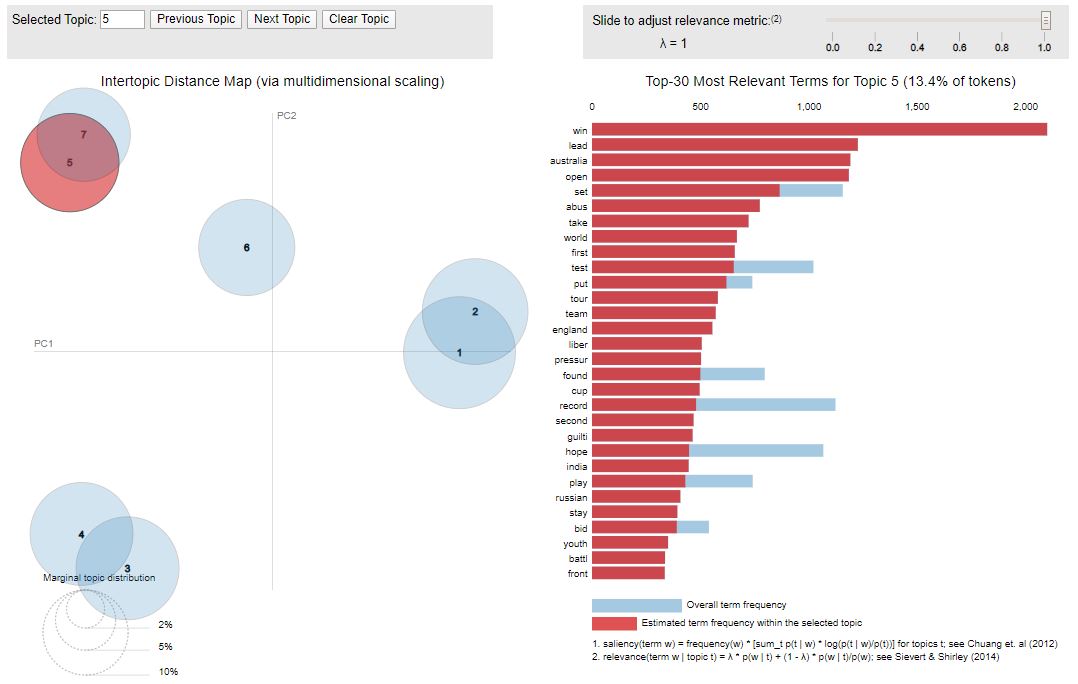 Selected Topic: 5 Previous Topic Next Topic Clear Topic
Slide to adjust relevance metric:(2)
λ = 1
0.0 0.2 0.4 0.6 0.8 1.0
Intertopic Distance Map (via multidimensional scaling)
PC2
PC1
7
5
6
2
1
4
3
Marginal topic distribution
2%
5%
10%
Top-30 Most Relevant Terms for Topic 5 (13.4% of tokens)
0 500 1,000 1,500 2,000
win
lead
australia
open
set
abus
take
world
first
test
put
tour
team
england
liber
pressur
found
cup
record
second
guilti
hope
india
play
russian
stay
bid
youth
battl
front
Overall term frequency
Estimated term frequency within the selected topic
1. saliency(term w) = frequency(w) * [sum_t p(t | w) * log(p(t | w)/p(t))] for topics t; see Chuang et. al (2012)
2. relevance(term w | topic t) = λ * p(w | t) + (1 - λ) * p(w | t)/p(w); see Sievert & Shirley (2014)